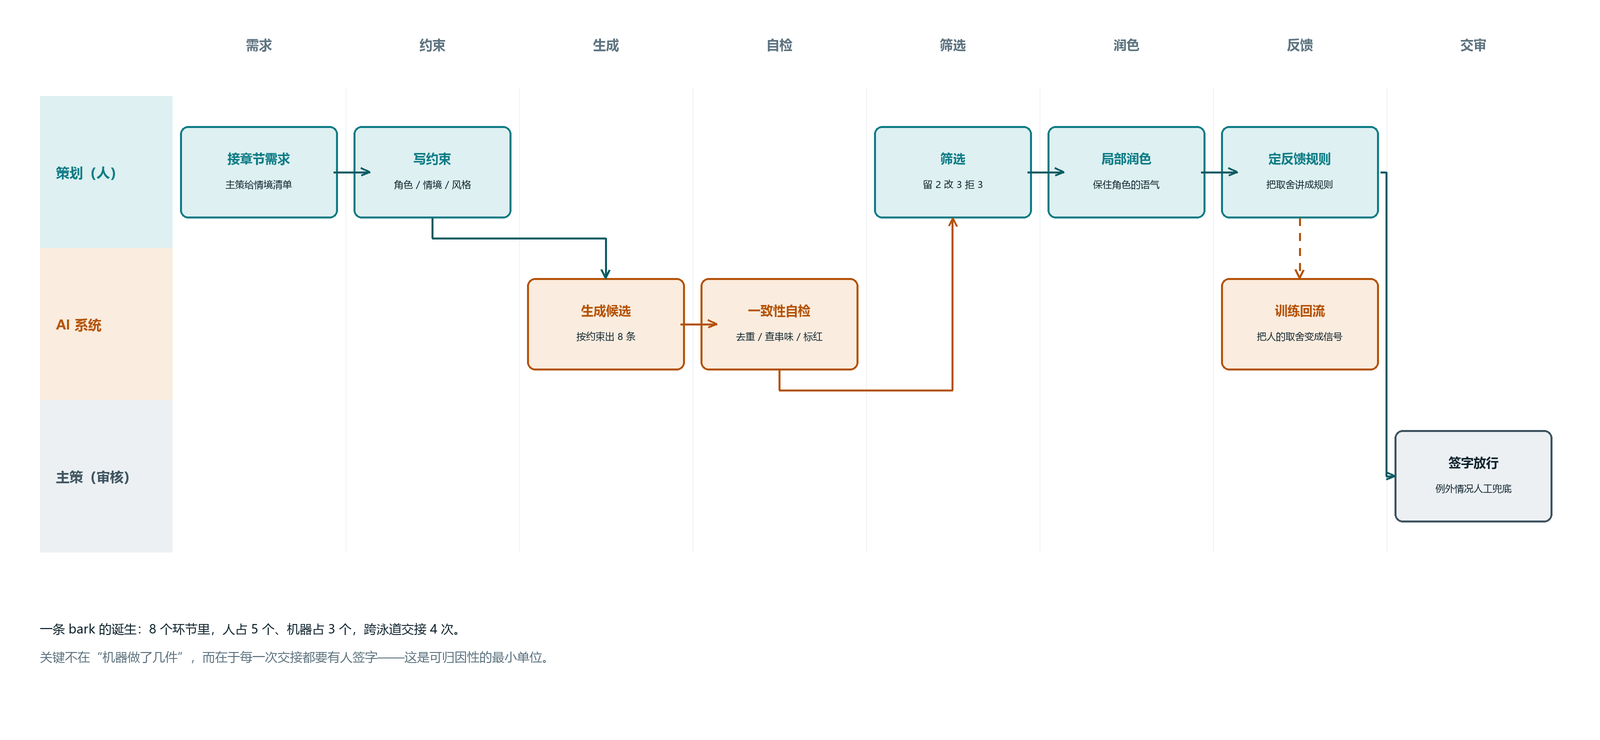 需求
约束
生成
自检
筛选
润色
反馈
交审
策划（人）
接章节需求
主策给情境清单
写约束
角色 / 情境 / 风格
筛选
留 2 改 3 拒 3
局部润色
保住角色的语气
定反馈规则
把取舍讲成规则
AI 系统
生成候选
按约束出 8 条
一致性自检
去重 / 查串味 / 标红
训练回流
把人的取舍变成信号
主策（审核）
签字放行
例外情况人工兜底
一条 bark 的诞生：8 个环节里，人占 5 个、机器占 3 个，跨泳道交接 4 次。
关键不在“机器做了几件”，而在于每一次交接都要有人签字——这是可归因性的最小单位。